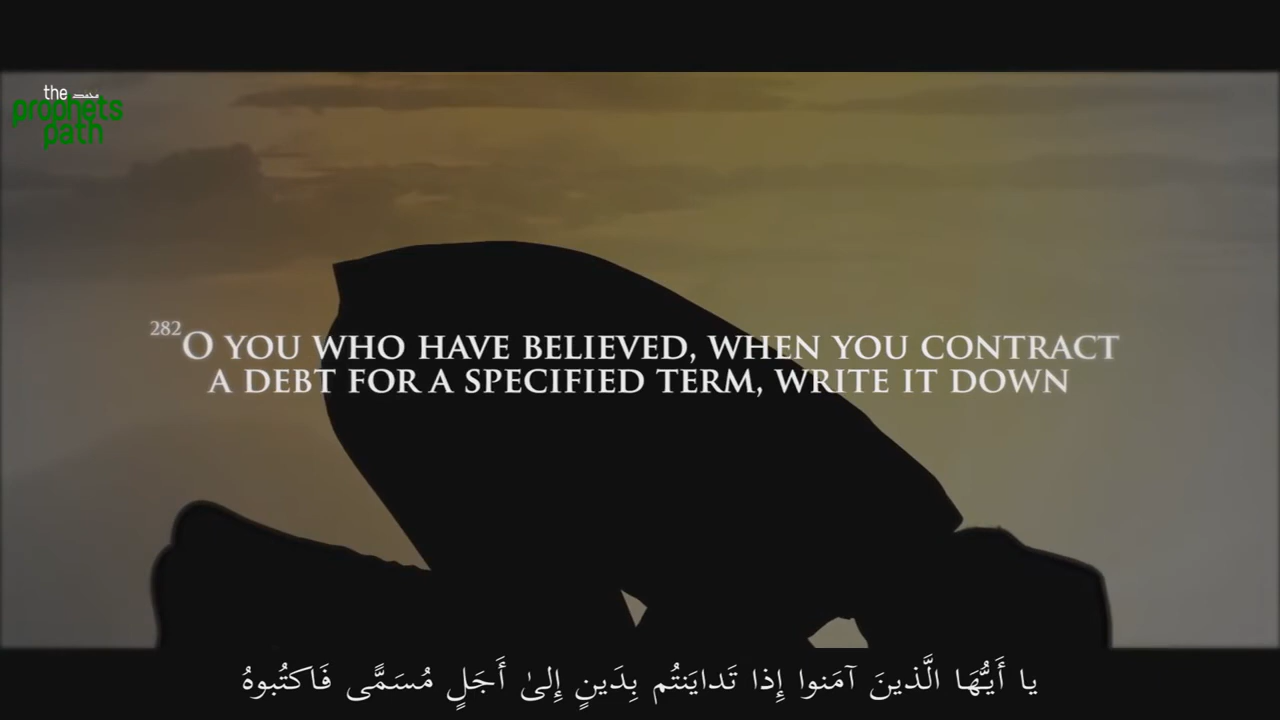 the محمد
prophets
path
282 O YOU WHO HAVE BELIEVED, WHEN YOU CONTRACT
A DEBT FOR A SPECIFIED TERM, WRITE IT DOWN
يا أَيُّهَا الَّذينَ آمَنوا إِذا تَدايَنتُم بِدَينٍ إِلىٰ أَجَلٍ مُسَمًّى فَاكتُبوهُ